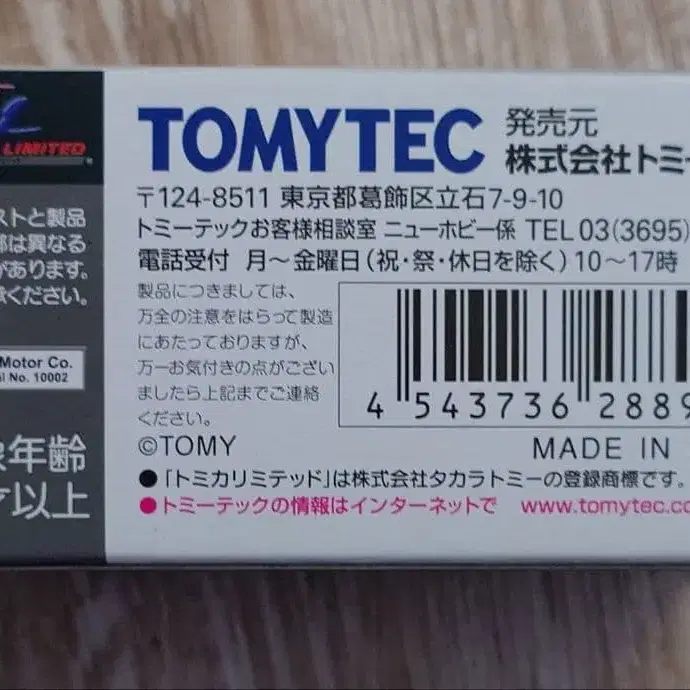 LIMITED
ストと製品
部は異なる
があります。
ください。
Motor Co.
No. 10002
年齢
以上
TOMYTEC 発売元
株式会社トミー
〒124-8511 東京都葛飾区立石7-9-10
トミーテックお客様相談室 ニューホビー係 TEL 03(3695)
電話受付 月〜金曜日(祝・祭・休日を除く)10〜17時
製品につきましては、
万全の注意をはらって製造
にあたっておりますが、
万一お気付きの点がござい
ましたら上記までご連絡
ください。
4 543736 2889
©TOMY
MADE IN
●「トミカリミテッド」は株式会社タカラトミーの登録商標です。
●トミーテックの情報はインターネットで www.tomytec.co